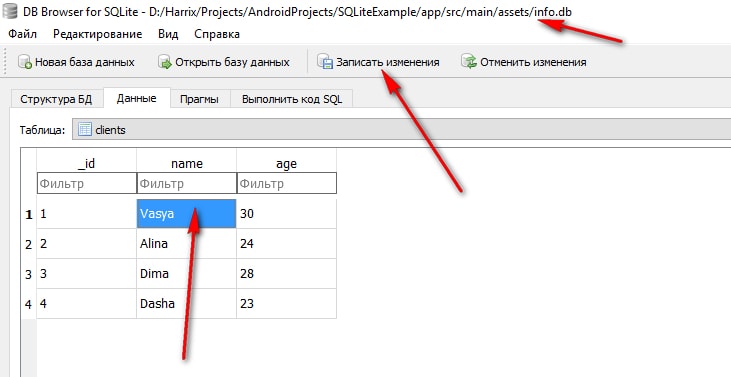 DB Browser for SQLite - D:/Harrix/Projects/AndroidProjects/SQLiteExample/app/src/main/assets/info.db
Файл Редактирование Вид Справка
Новая база данных Открыть базу данных Записать изменения Отменить изменения
Структура БД Данные Прагмы Выполнить код SQL
Таблица: clients
_id name age
Фильтр Фильтр Фильтр
1 1 Vasya 30
2 2 Alina 24
3 3 Dima 28
4 4 Dasha 23